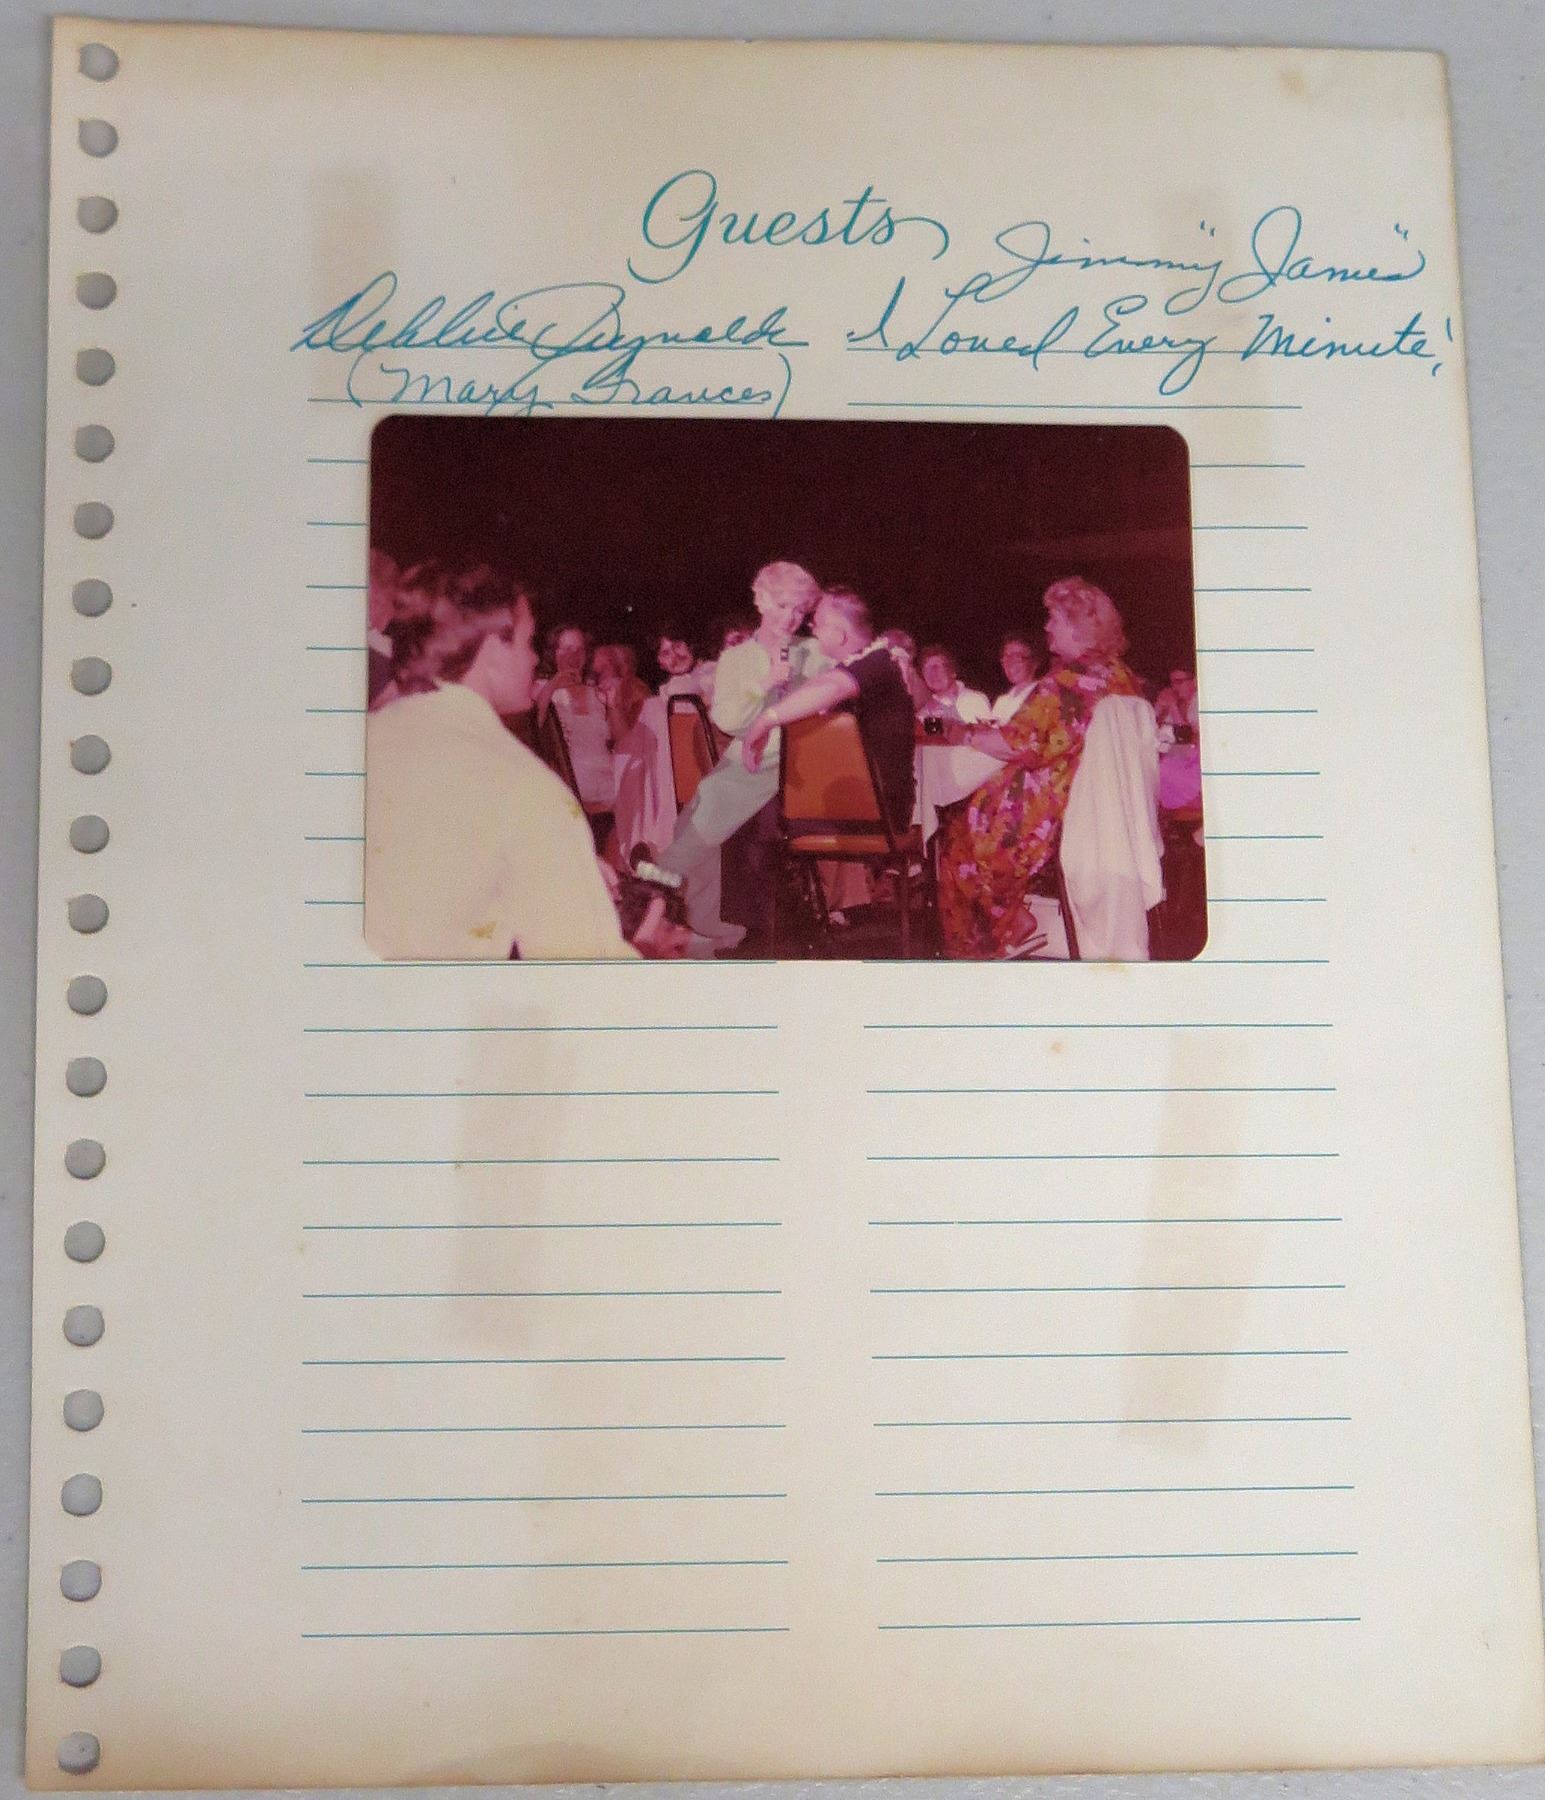 Guests
Jimmy "James"
Debbie Reynolds I Loved Every Minute!
(Mary Frances)